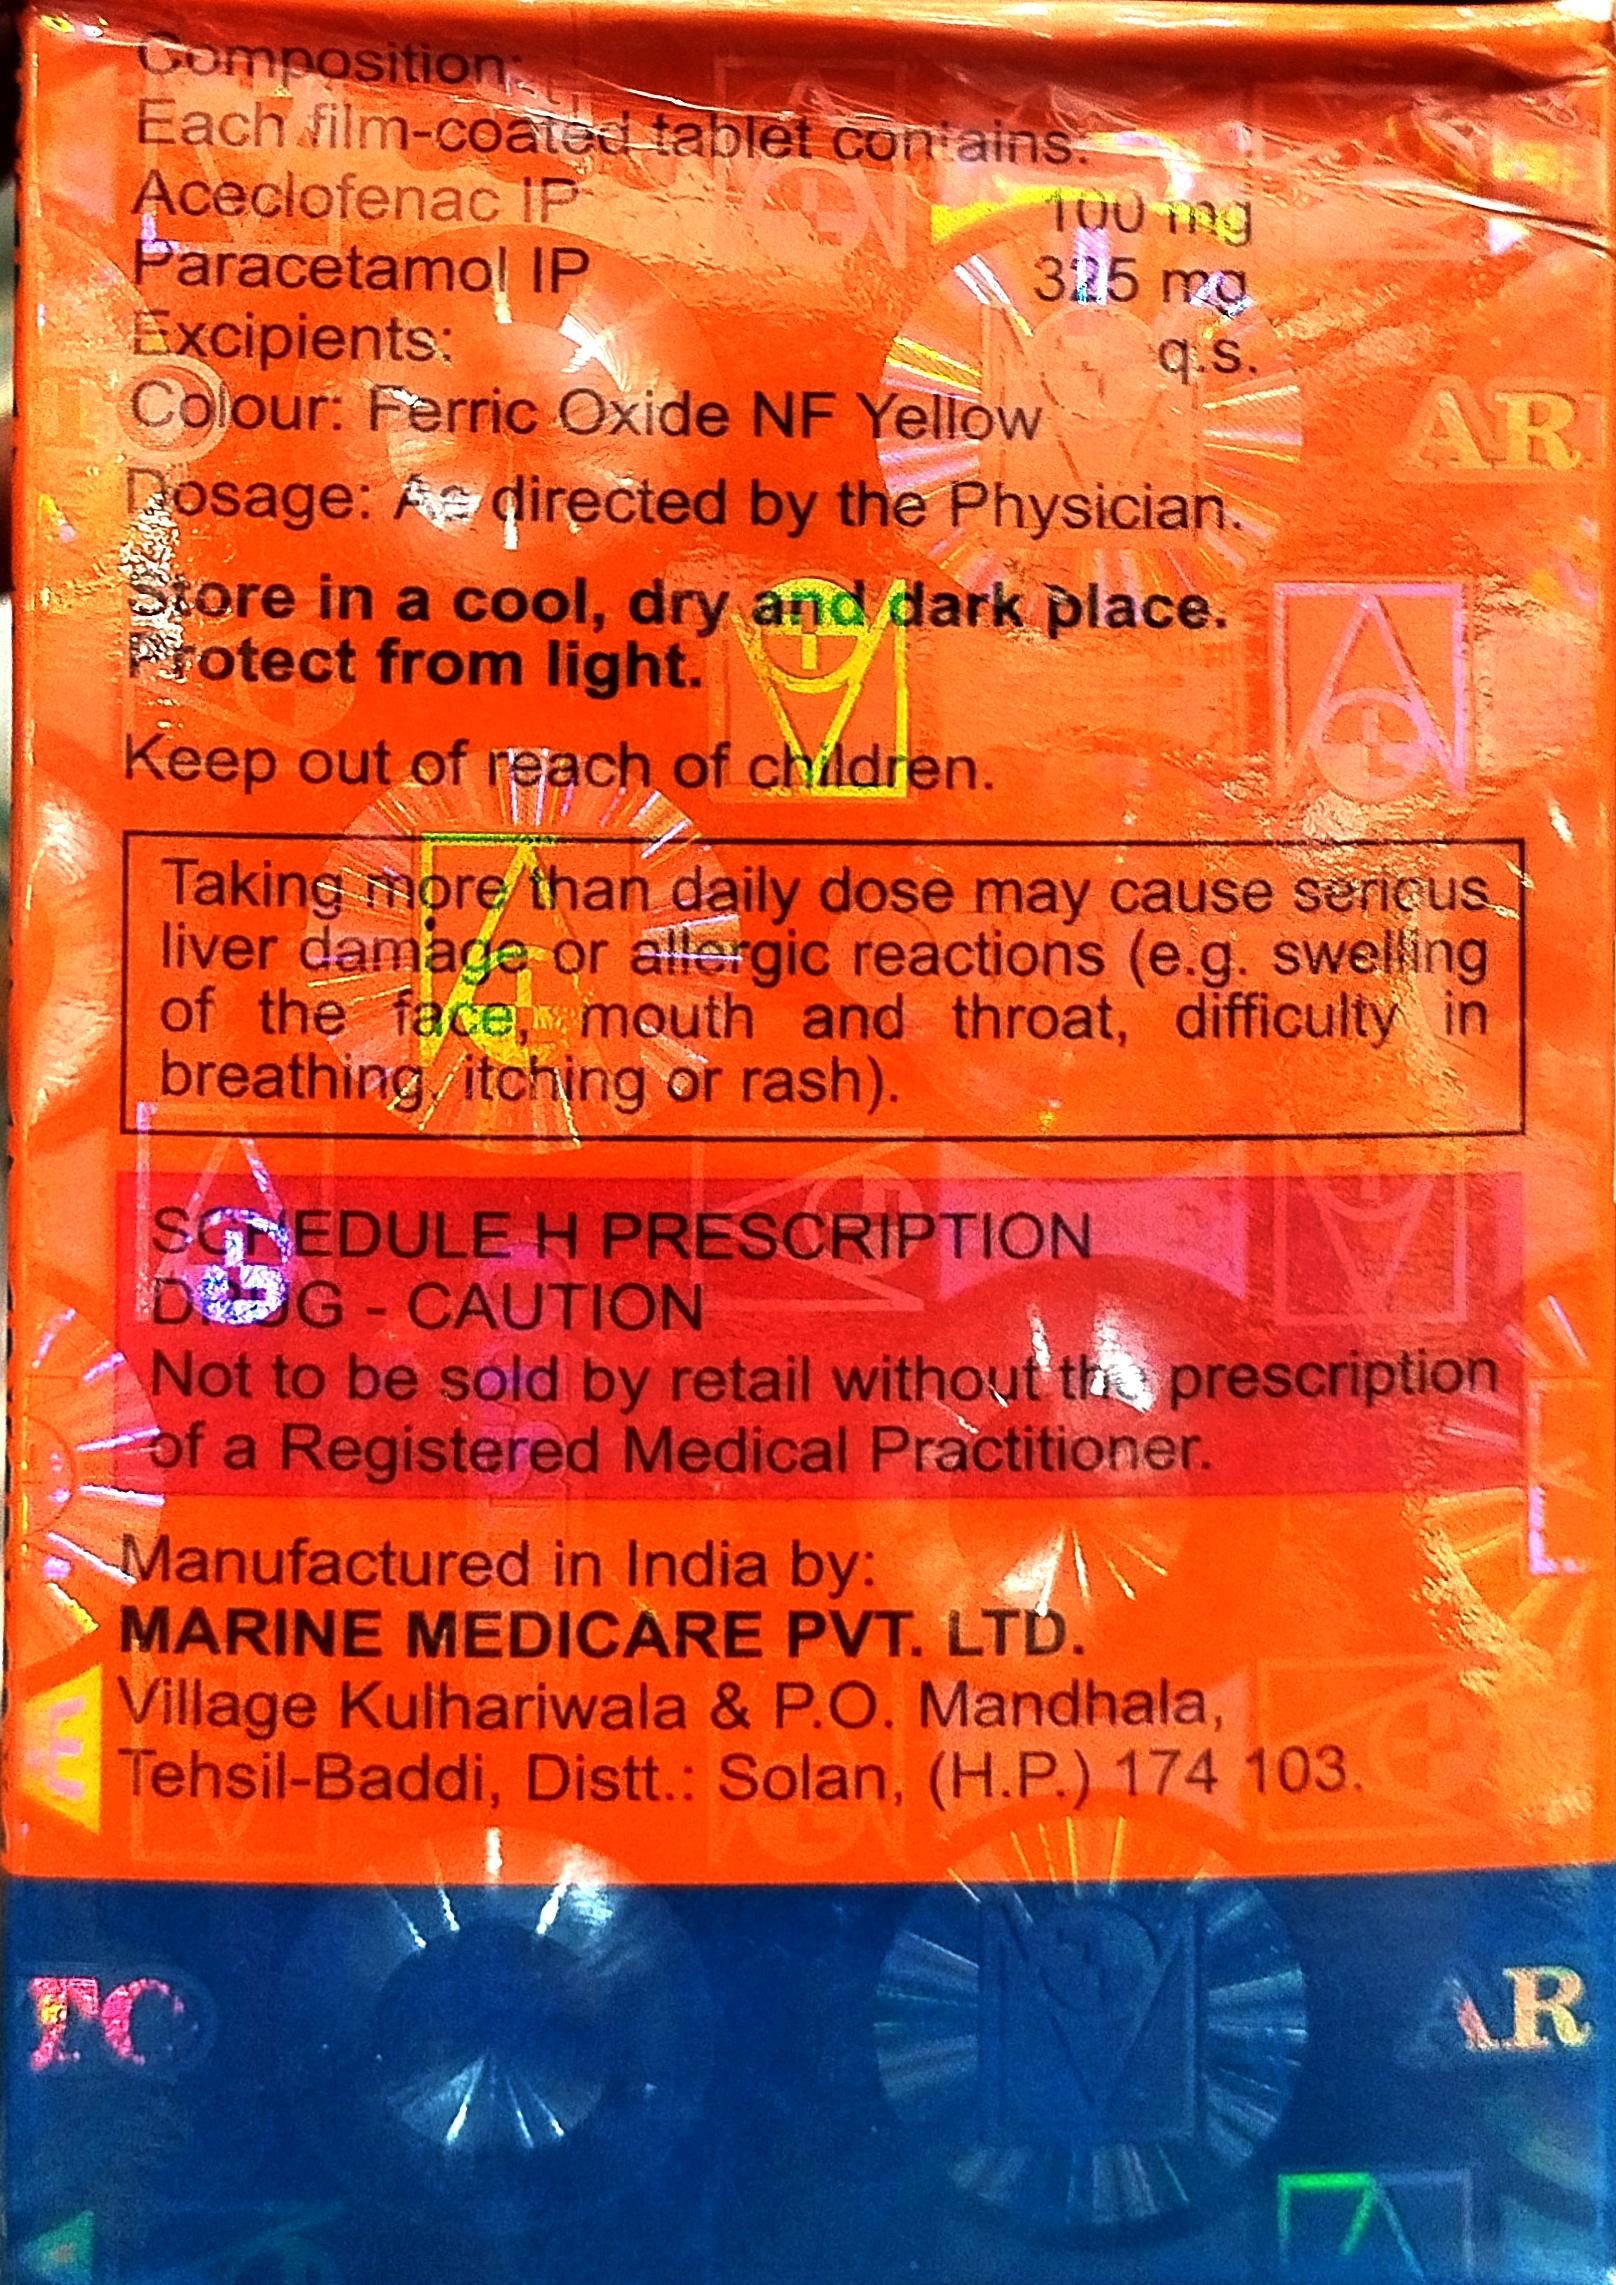 Composition:
Each film-coated tablet contains:
Aceclofenac IP 100 mg
Paracetamol IP 325 mg
Excipients: q.s.
Colour: Ferric Oxide NF Yellow
Dosage: As directed by the Physician.
Store in a cool, dry and dark place.
Protect from light.
Keep out of reach of children.
Taking more than daily dose may cause serious
liver damage or allergic reactions (e.g. swelling
of the face, mouth and throat, difficulty in
breathing, itching or rash).
SCHEDULE H PRESCRIPTION
DRUG - CAUTION
Not to be sold by retail without the prescription
of a Registered Medical Practitioner.
Manufactured in India by:
MARINE MEDICARE PVT. LTD.
Village Kulhariwala & P.O. Mandhala,
Tehsil-Baddi, Distt.: Solan, (H.P.) 174 103.